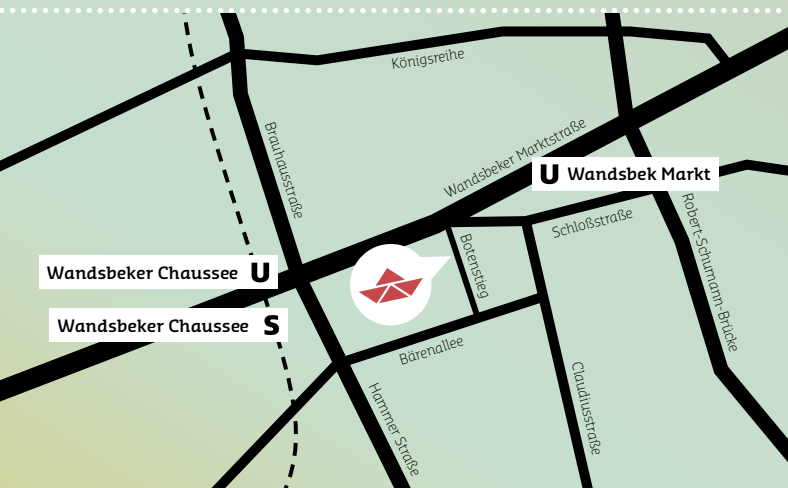 Königsreihe
Brauhausstraße
Wandsbeker Marktstraße
U Wandsbek Markt
Robert-Schumann-Brücke
Schloßstraße
Botenstieg
Wandsbeker Chaussee U
Wandsbeker Chaussee S
Bärenallee
Hammer Straße
Claudiusstraße